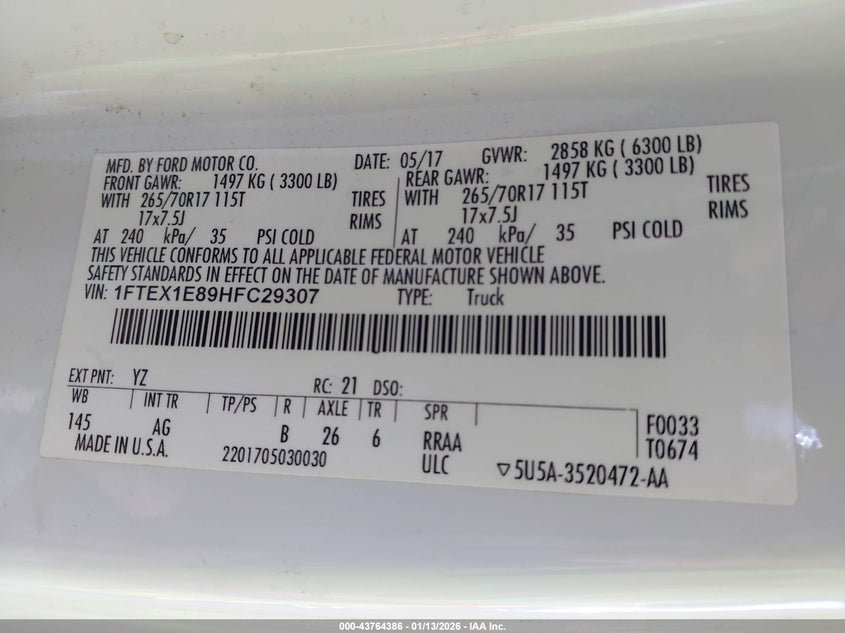 MFD. BY FORD MOTOR CO. DATE: 05/17 GVWR: 2858 KG ( 6300 LB)
FRONT GAWR: 1497 KG ( 3300 LB) REAR GAWR: 1497 KG ( 3300 LB)
WITH 265/70R17 115T TIRES WITH 265/70R17 115T TIRES
17x7.5J RIMS 17x7.5J RIMS
AT 240 kPa/ 35 PSI COLD AT 240 kPa/ 35 PSI COLD
THIS VEHICLE CONFORMS TO ALL APPLICABLE FEDERAL MOTOR VEHICLE
SAFETY STANDARDS IN EFFECT ON THE DATE OF MANUFACTURE SHOWN ABOVE.
VIN: 1FTEX1E89HFC29307 TYPE: Truck
EXT PNT: YZ RC: 21 DSO:
WB INT TR TP/PS R AXLE TR SPR
145 AG B 26 6 RRAA F0033
MADE IN U.S.A. 2201705030030 ULC T0674
▽5U5A-3520472-AA
000-43764386 - 01/13/2026 - IAA Inc.